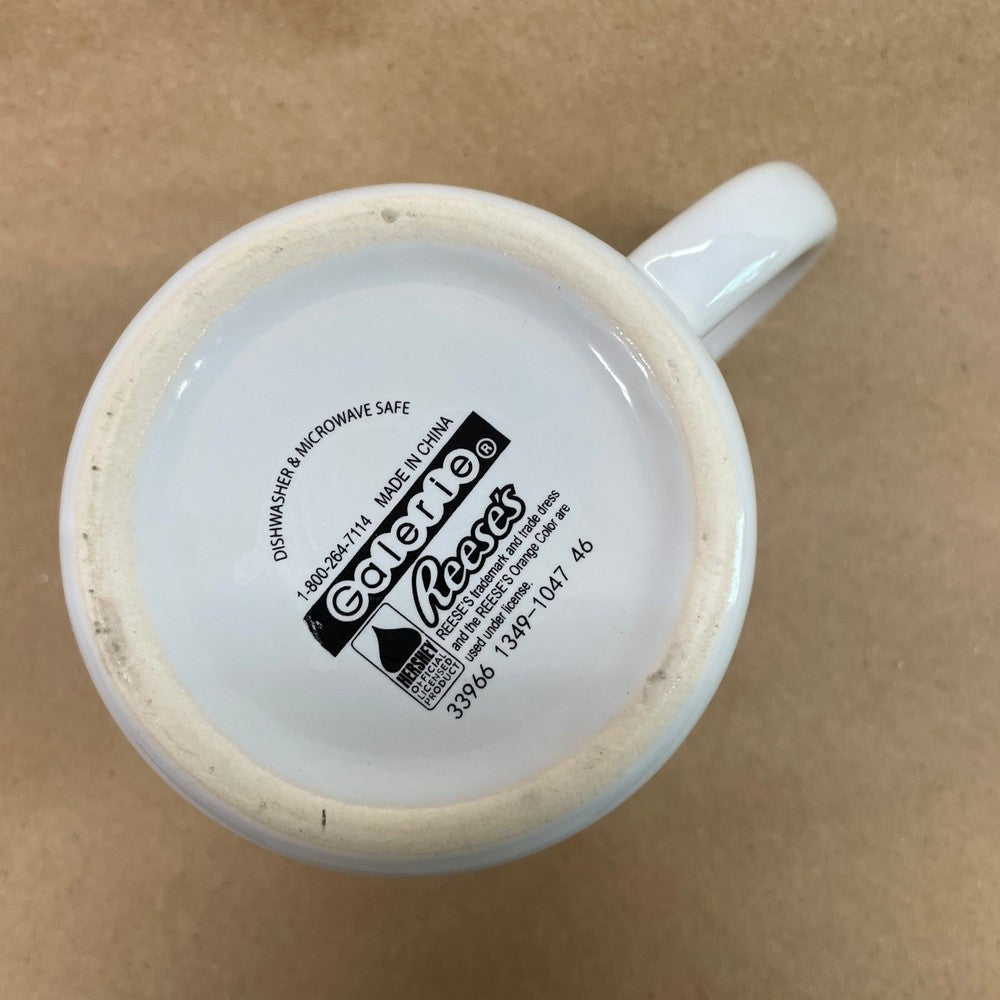 DISHWASHER & MICROWAVE SAFE
1-800-264-7114 MADE IN CHINA
Galerie®
Reese's
HERSHEY
OFFICIAL
LICENSED
PRODUCT
REESE'S trademark and trade dress
and the REESE'S Orange Color are
used under license.
33966 1349-1047 46